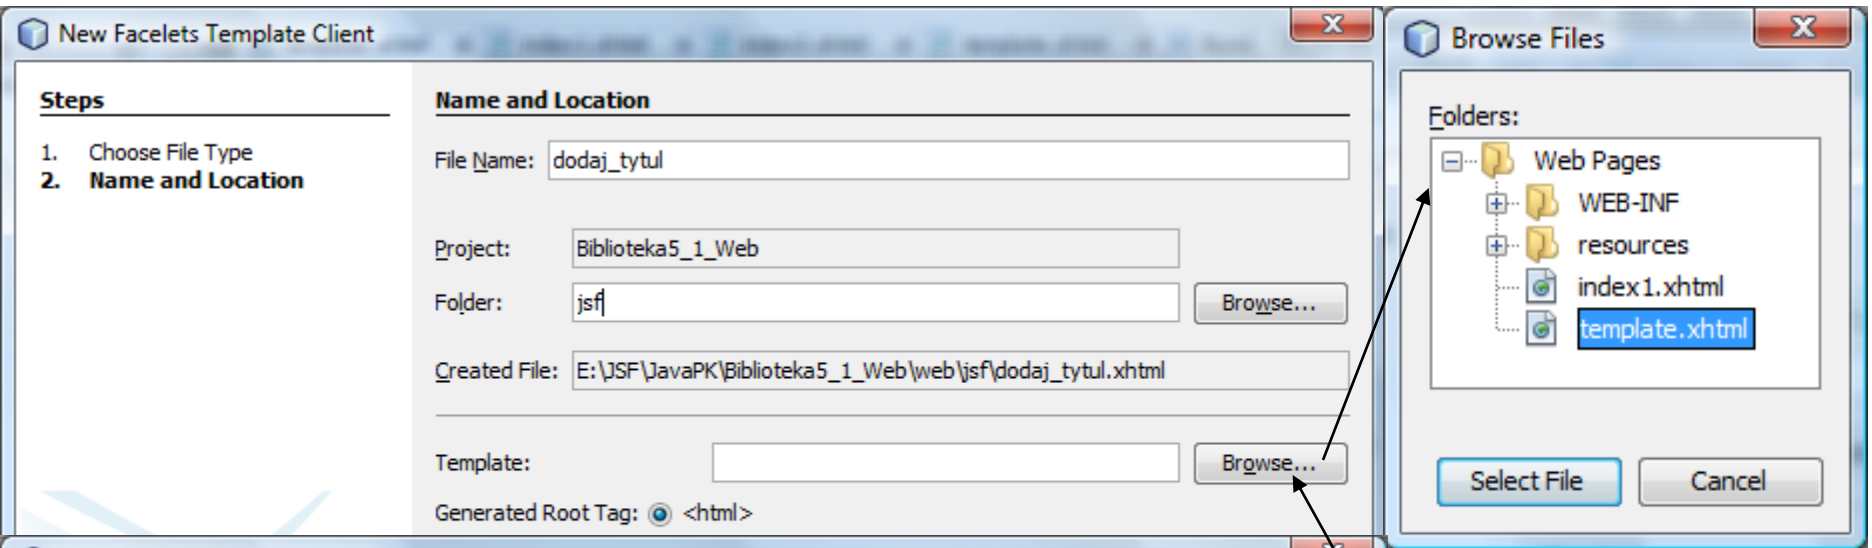 New Facelets Template Client
Steps
1. Choose File Type
2. Name and Location
Name and Location
File Name: dodaj_tytul
Project: Biblioteka5_1_Web
Folder: jsf Browse...
Created File: E:\JSF\JavaPK\Biblioteka5_1_Web\web\jsf\dodaj_tytul.xhtml
Template: Browse...
Generated Root Tag: <html>
Browse Files
Folders:
Web Pages
WEB-INF
resources
index1.xhtml
template.xhtml
Select File Cancel